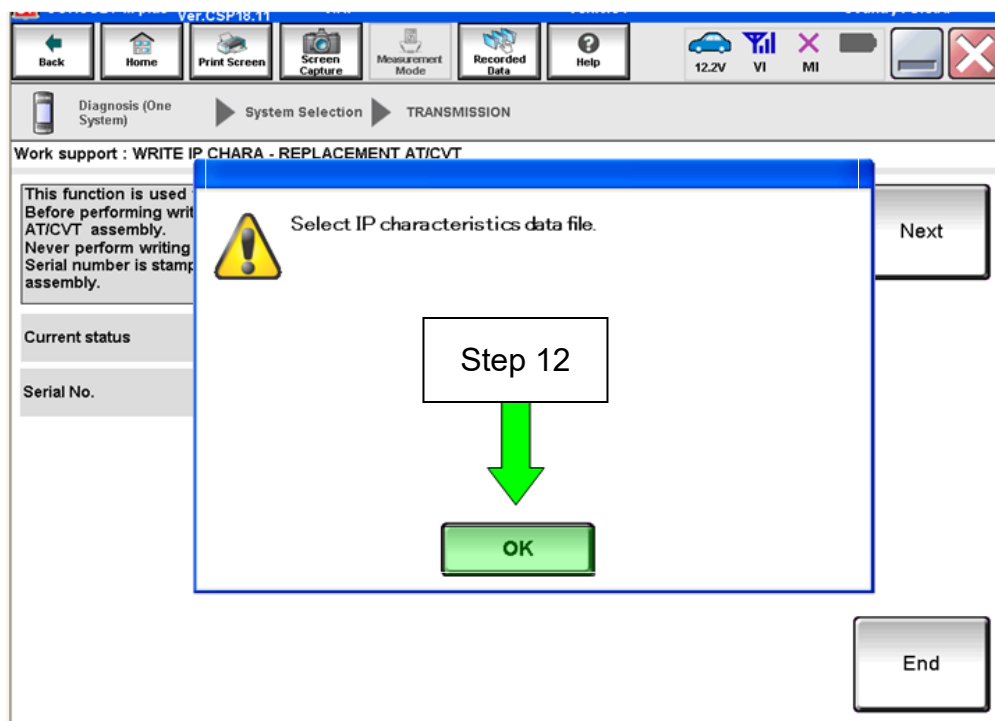 Ver.CSP18.11
Back
Home
Print Screen
Screen
Capture
Measurement
Mode
Recorded
Data
Help
12.2V
VI
MI
Diagnosis (One
System)
System Selection
TRANSMISSION
Work support : WRITE IP CHARA - REPLACEMENT AT/CVT
This function is used
Before performing writ
AT/CVT assembly.
Never perform writing
Serial number is stamp
assembly.
Next
Select IP characteristics data file.
Current status
Step 12
Serial No.
OK
End